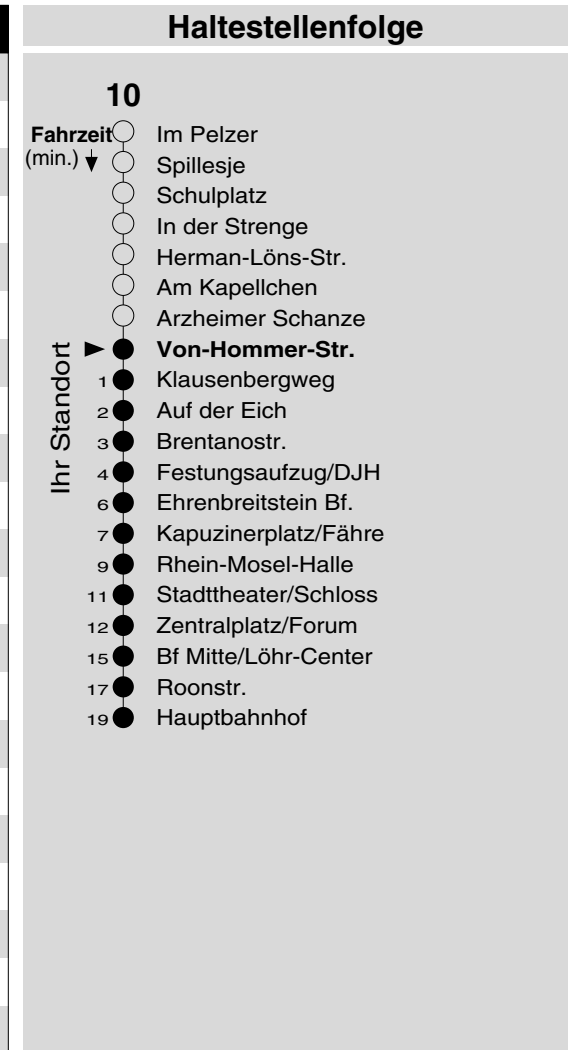 Haltestellenfolge
10
Fahrzeit Im Pelzer
(min.) Spillesje
Schulplatz
In der Strenge
Herman-Löns-Str.
Am Kapellchen
Arzheimer Schanze
Ihr Standort
Von-Hommer-Str.
1 Klausenbergweg
2 Auf der Eich
3 Brentanostr.
4 Festungsaufzug/DJH
6 Ehrenbreitstein Bf.
7 Kapuzinerplatz/Fähre
9 Rhein-Mosel-Halle
11 Stadttheater/Schloss
12 Zentralplatz/Forum
15 Bf Mitte/Löhr-Center
17 Roonstr.
19 Hauptbahnhof